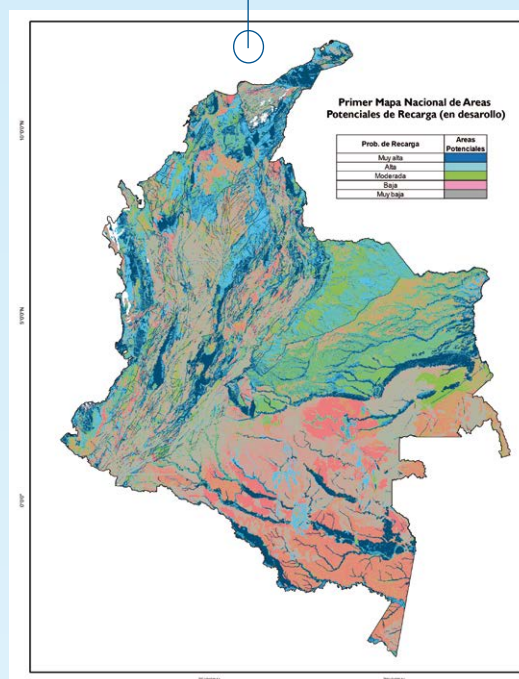 Primer Mapa Nacional de Areas
Potenciales de Recarga (en desarollo)
Prob. de Recarga
Areas Potenciales
Muy alta
Alta
Moderada
Baja
Muy baja